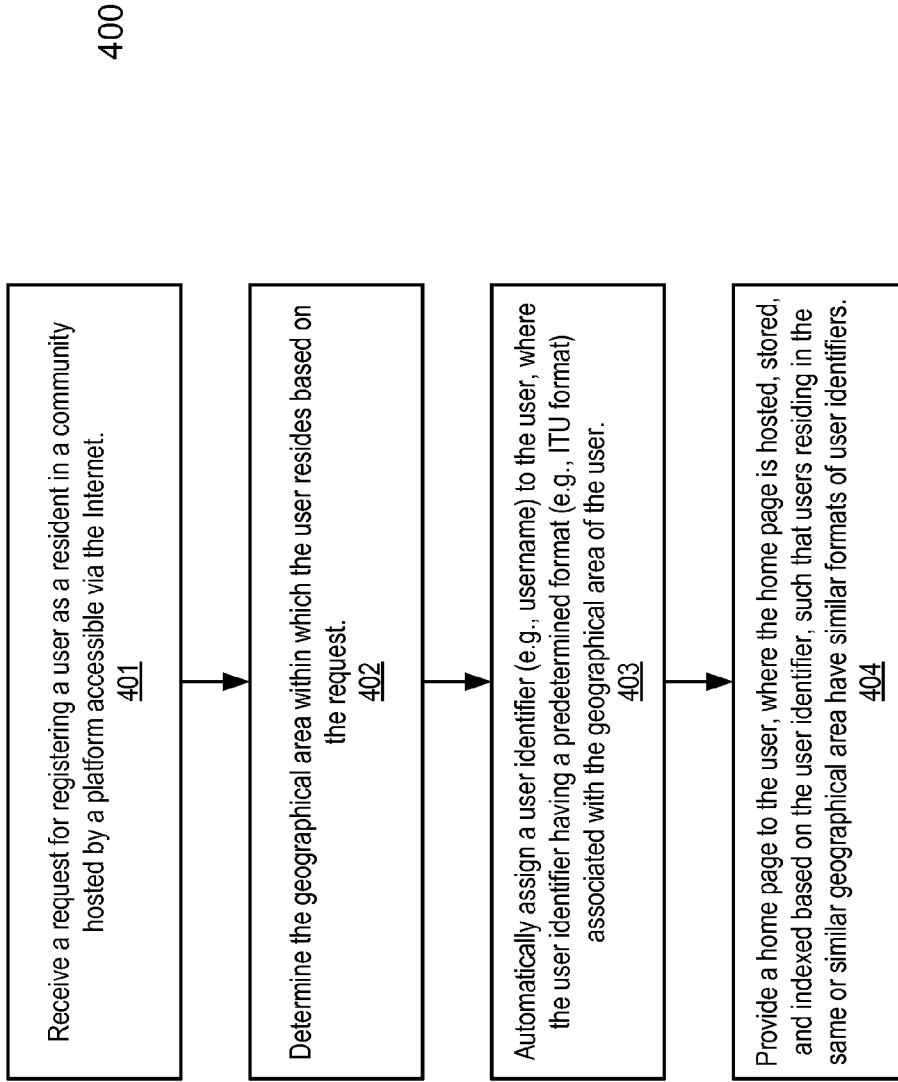 400
Receive a request for registering a user as a resident in a community
hosted by a platform accessible via the Internet.
401
Determine the geographical area within which the user resides based on
the request.
402
Automatically assign a user identifier (e.g., username) to the user, where
the user identifier having a predetermined format (e.g., ITU format)
associated with the geographical area of the user.
403
Provide a home page to the user, where the home page is hosted, stored,
and indexed based on the user identifier, such that users residing in the
same or similar geographical area have similar formats of user identifiers.
404